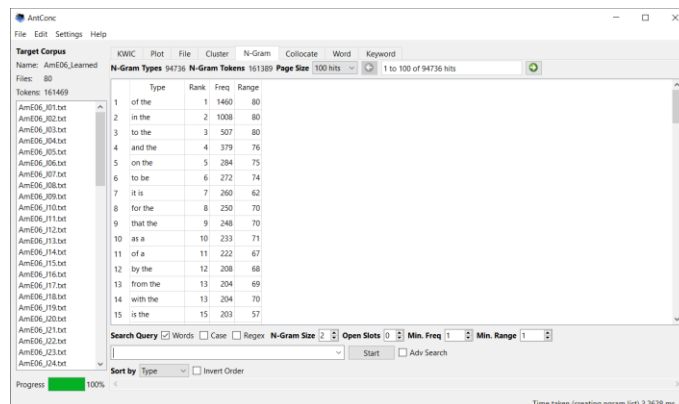 AntConc
File Edit Settings Help
Target Corpus
Name: AmE06_Learned
Files: 80
Tokens: 161469
AmE06_J01.txt
AmE06_J02.txt
AmE06_J03.txt
AmE06_J04.txt
AmE06_J05.txt
AmE06_J06.txt
AmE06_J07.txt
AmE06_J08.txt
AmE06_J09.txt
AmE06_J10.txt
AmE06_J11.txt
AmE06_J12.txt
AmE06_J13.txt
AmE06_J14.txt
AmE06_J15.txt
AmE06_J16.txt
AmE06_J17.txt
AmE06_J18.txt
AmE06_J19.txt
AmE06_J20.txt
AmE06_J21.txt
AmE06_J22.txt
AmE06_J23.txt
AmE06_J24.txt
Progress 100%
KWIC Plot File Cluster N-Gram Collocate Word Keyword
N-Gram Types 94736 N-Gram Tokens 161389 Page Size 100 hits 1 to 100 of 94736 hits
Type Rank Freq Range
1 of the 1 1460 80
2 in the 2 1008 80
3 to the 3 507 80
4 and the 4 379 76
5 on the 5 284 75
6 to be 6 272 74
7 it is 7 260 62
8 for the 8 250 70
9 that the 9 248 70
10 as a 10 233 71
11 of a 11 222 67
12 by the 12 208 68
13 from the 13 204 69
14 with the 13 204 70
15 is the 15 203 57
Search Query Words Case Regex N-Gram Size 2 Open Slots 0 Min. Freq 1 Min. Range 1
Start Adv Search
Sort by Type Invert Order
Time taken (creating ngram list) 3.2628 ms